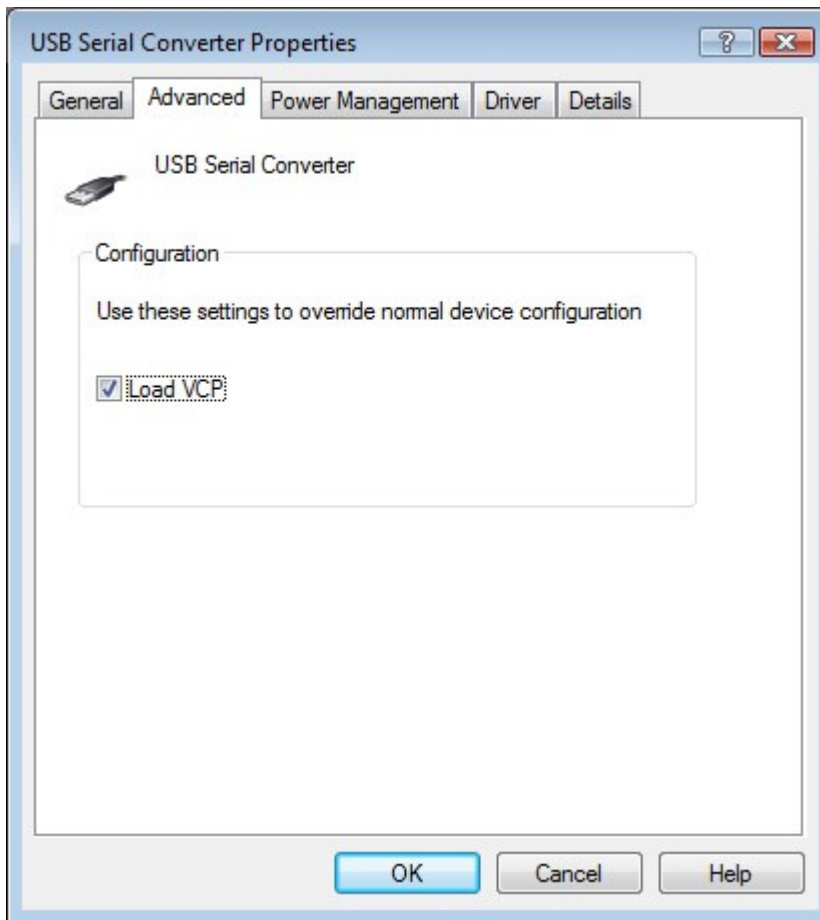 USB Serial Converter Properties
General Advanced Power Management Driver Details
USB Serial Converter
Configuration
Use these settings to override normal device configuration
Load VCP
OK Cancel Help